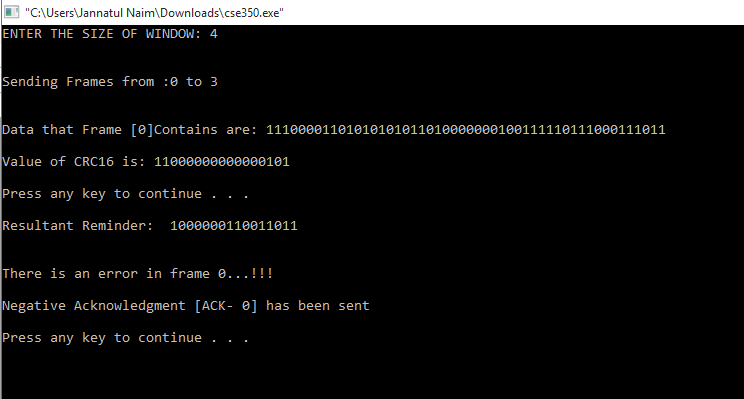 "C:\Users\Jannatul Naim\Downloads\cse350.exe"
ENTER THE SIZE OF WINDOW: 4
Sending Frames from :0 to 3
Data that Frame [0]Contains are: 11100001101010101011010000000100111110111000111011
Value of CRC16 is: 11000000000000101
Press any key to continue . . .
Resultant Reminder:  1000000110011011
There is an error in frame 0...!!!
Negative Acknowledgment [ACK- 0] has been sent
Press any key to continue . . .